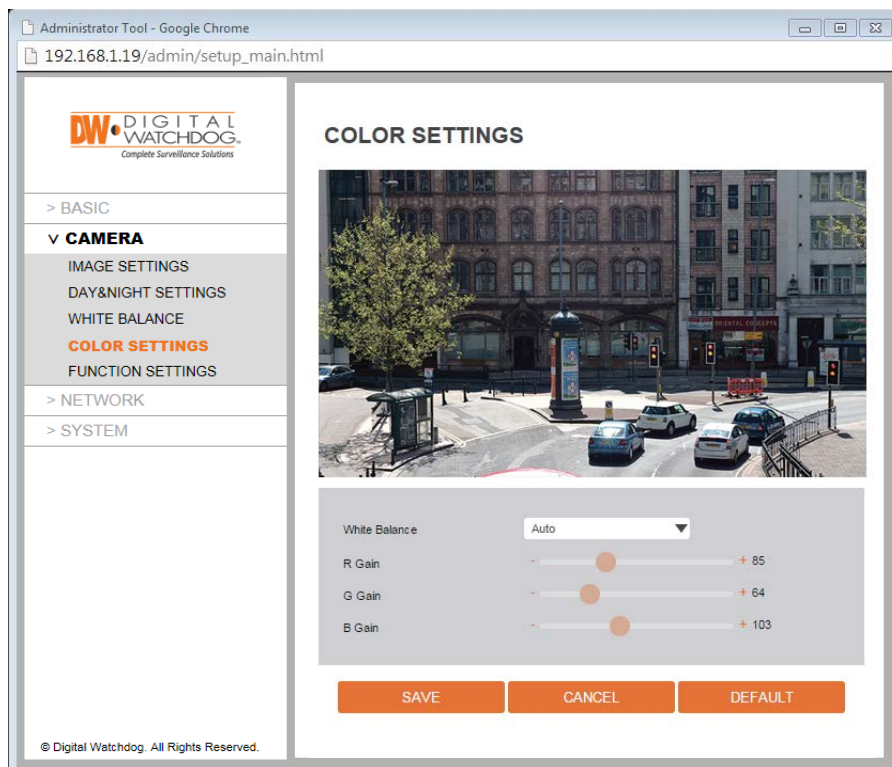 Administrator Tool - Google Chrome
192.168.1.19/admin/setup_main.html
DW DIGITAL
WATCHDOG
Complete Surveillance Solutions
> BASIC
v CAMERA
IMAGE SETTINGS
DAY&NIGHT SETTINGS
WHITE BALANCE
COLOR SETTINGS
FUNCTION SETTINGS
> NETWORK
> SYSTEM
© Digital Watchdog. All Rights Reserved.
COLOR SETTINGS
ORIENTAL CONCEPTS
White Balance Auto
R Gain - + 85
G Gain - + 64
B Gain - + 103
SAVE CANCEL DEFAULT